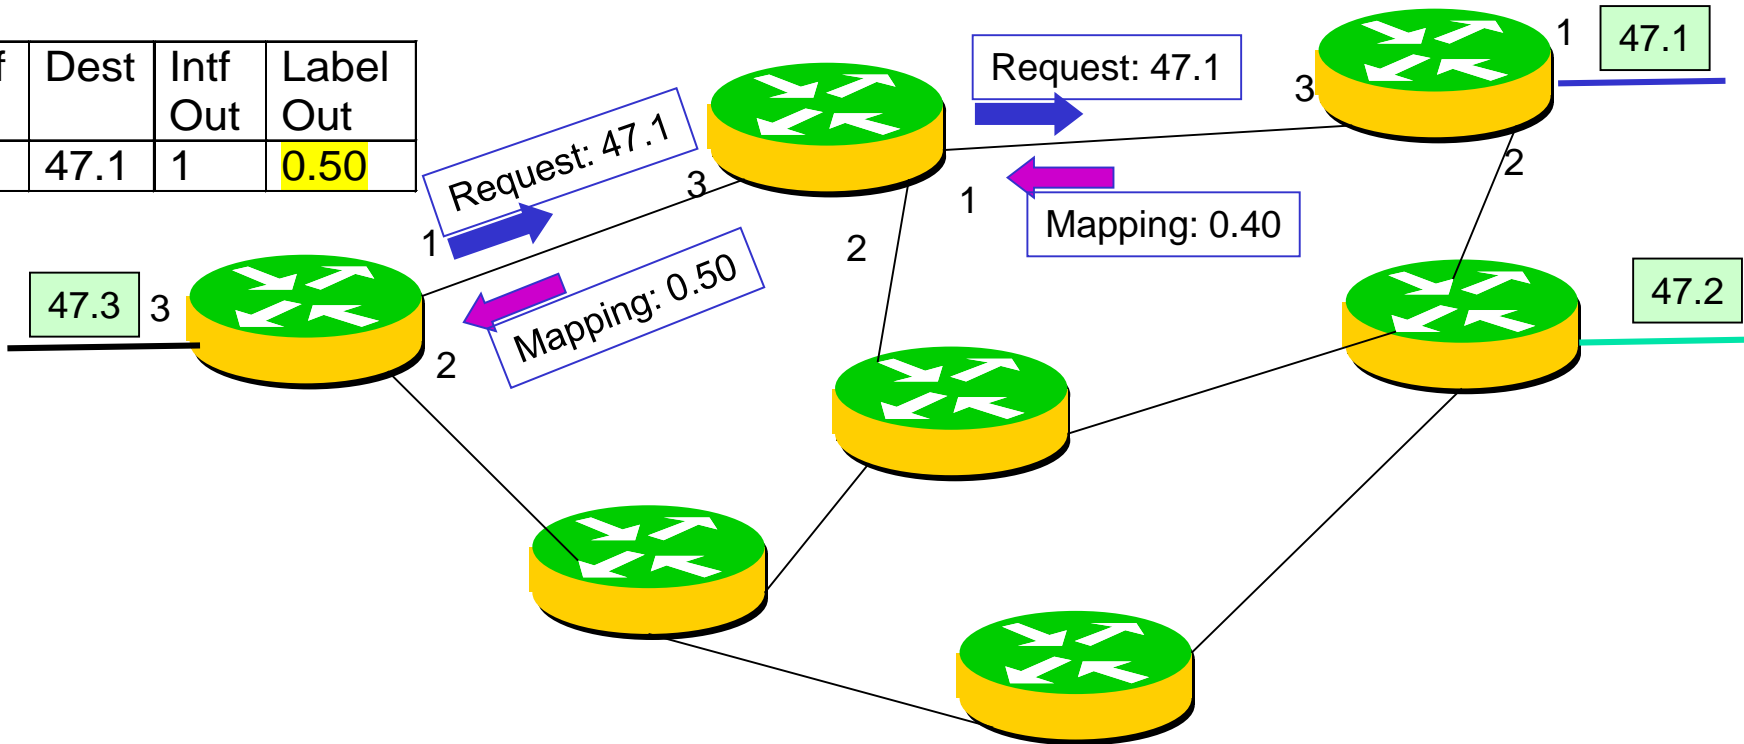 f Dest Intf Label
Out Out
47.1 1 0.50
Request: 47.1
Mapping: 0.50
Request: 47.1
Mapping: 0.40
47.1
47.2
47.3
1
2
3
3
2
1
3
1
2